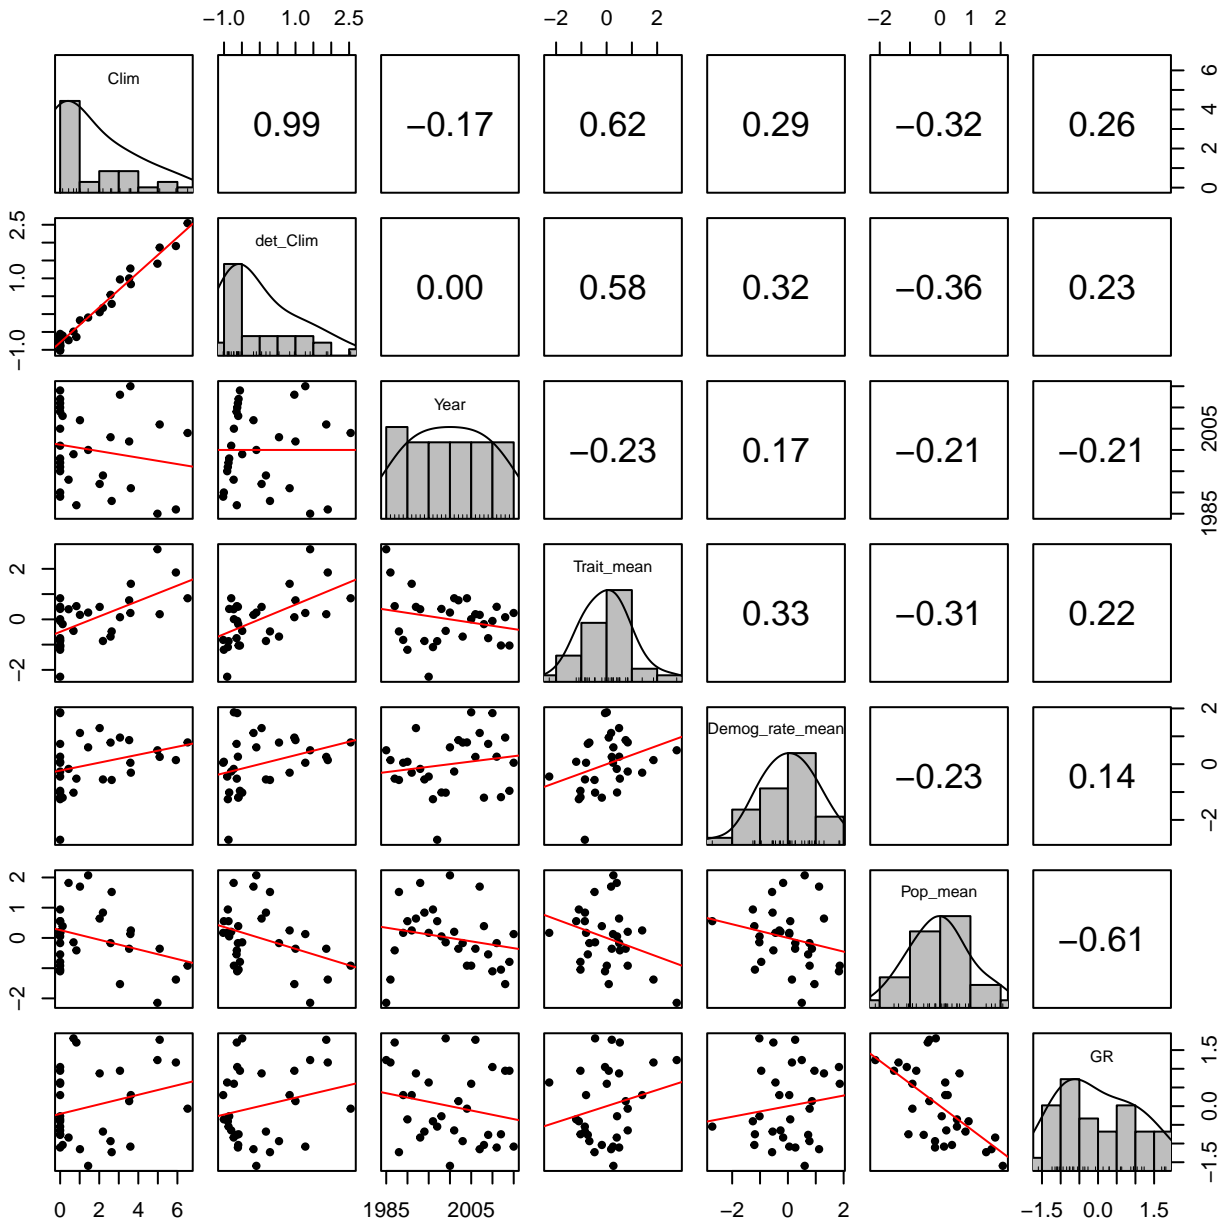 −1.0 1.0 2.5 −2 0 2 −2 0 2
Clim 0.99 −0.17 0.62 0.29 −0.32 0.26 0 2 4 6
−1.0 1.0 2.5 det_Clim 0.00 0.58 0.32 −0.36 0.23
Year −0.23 0.17 −0.21 −0.21 1985 2005
−2 0 2 Trait_mean 0.33 −0.31 0.22
Demog_rate_mean −0.23 0.14 −2 0 2
−2 −1 0 1 2 Pop_mean −0.61
GR −1.5 0.0 1.5
0 2 4 6 1985 2005 −2 0 2 −1.5 0.0 1.5